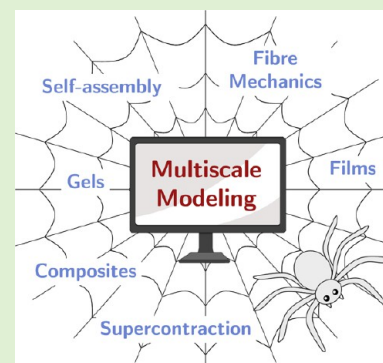 Fibre
Mechanics
Self-assembly
Multiscale
Modeling
Gels
Films
Composites
Supercontraction